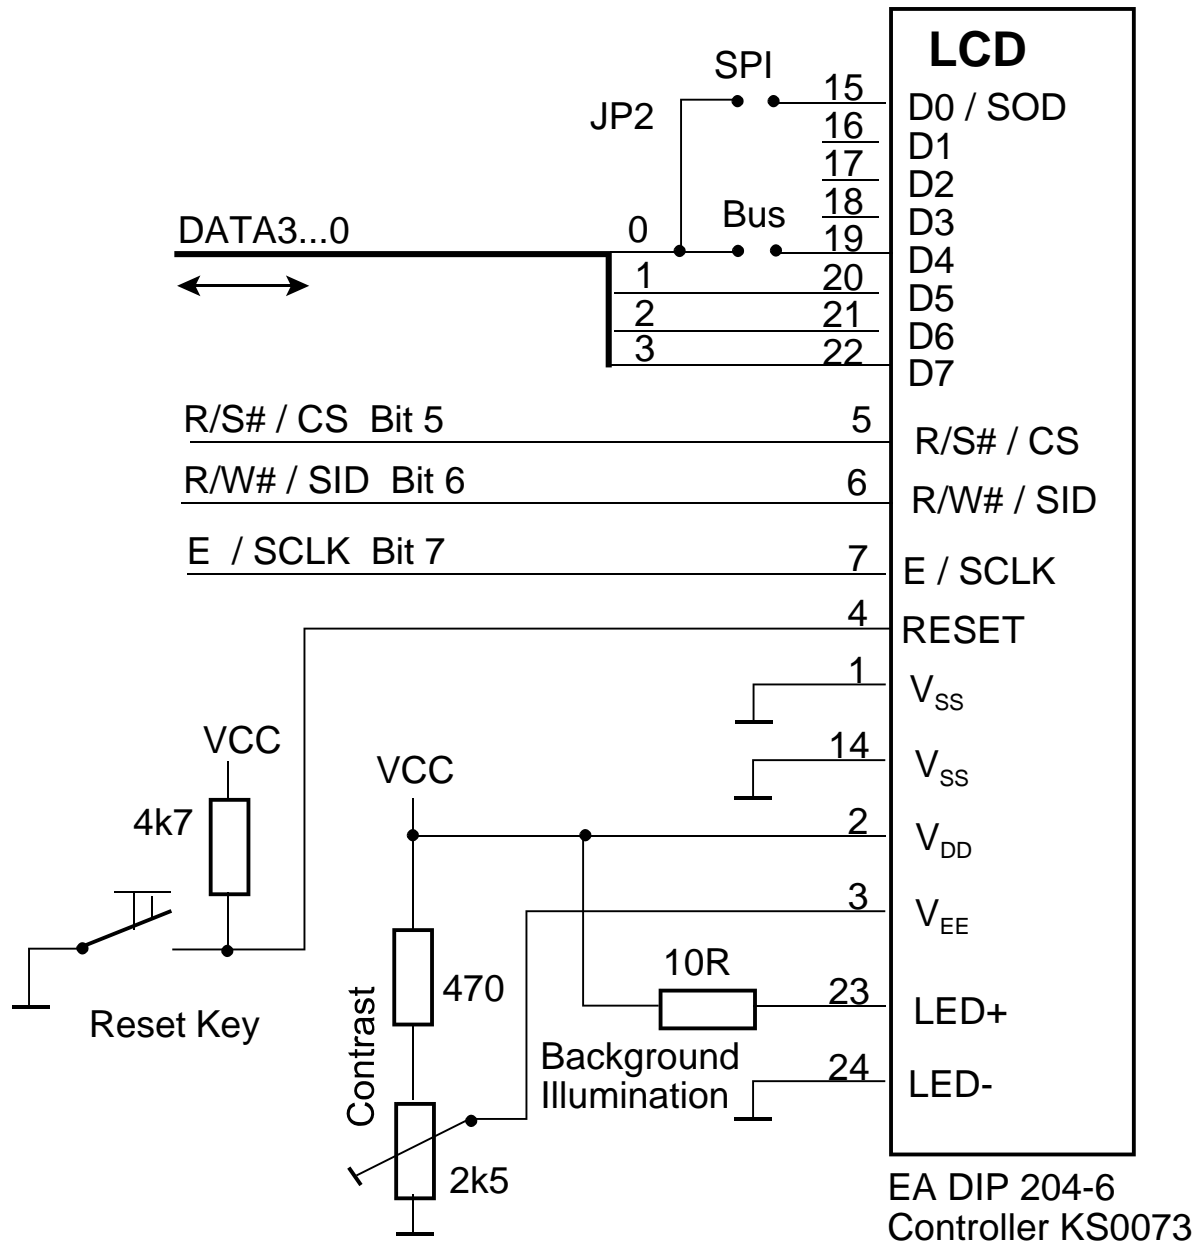 LCD
SPI
15
D0 / SOD
JP2
16
D1
17
D2
18
D3
DATA3...0
0
Bus
19
D4
1
20
D5
2
21
D6
3
22
D7
R/S# / CS Bit 5
5
R/S# / CS
R/W# / SID Bit 6
6
R/W# / SID
E / SCLK Bit 7
7
E / SCLK
4
RESET
1
VSS
VCC
14
VSS
VCC
4k7
2
VDD
3
VEE
10R
470
23
LED+
Reset Key
Contrast
Background
Illumination
24
LED-
2k5
EA DIP 204-6
Controller KS0073